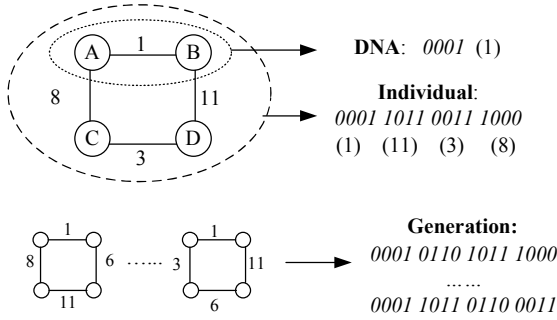 A 1 B
DNA: 0001 (1)
8 11
Individual:
0001 1011 0011 1000
(1) (11) (3) (8)
C D
3
Generation:
1 1
8 6 ...... 3 11
0001 0110 1011 1000
... ...
11 6
0001 1011 0110 0011